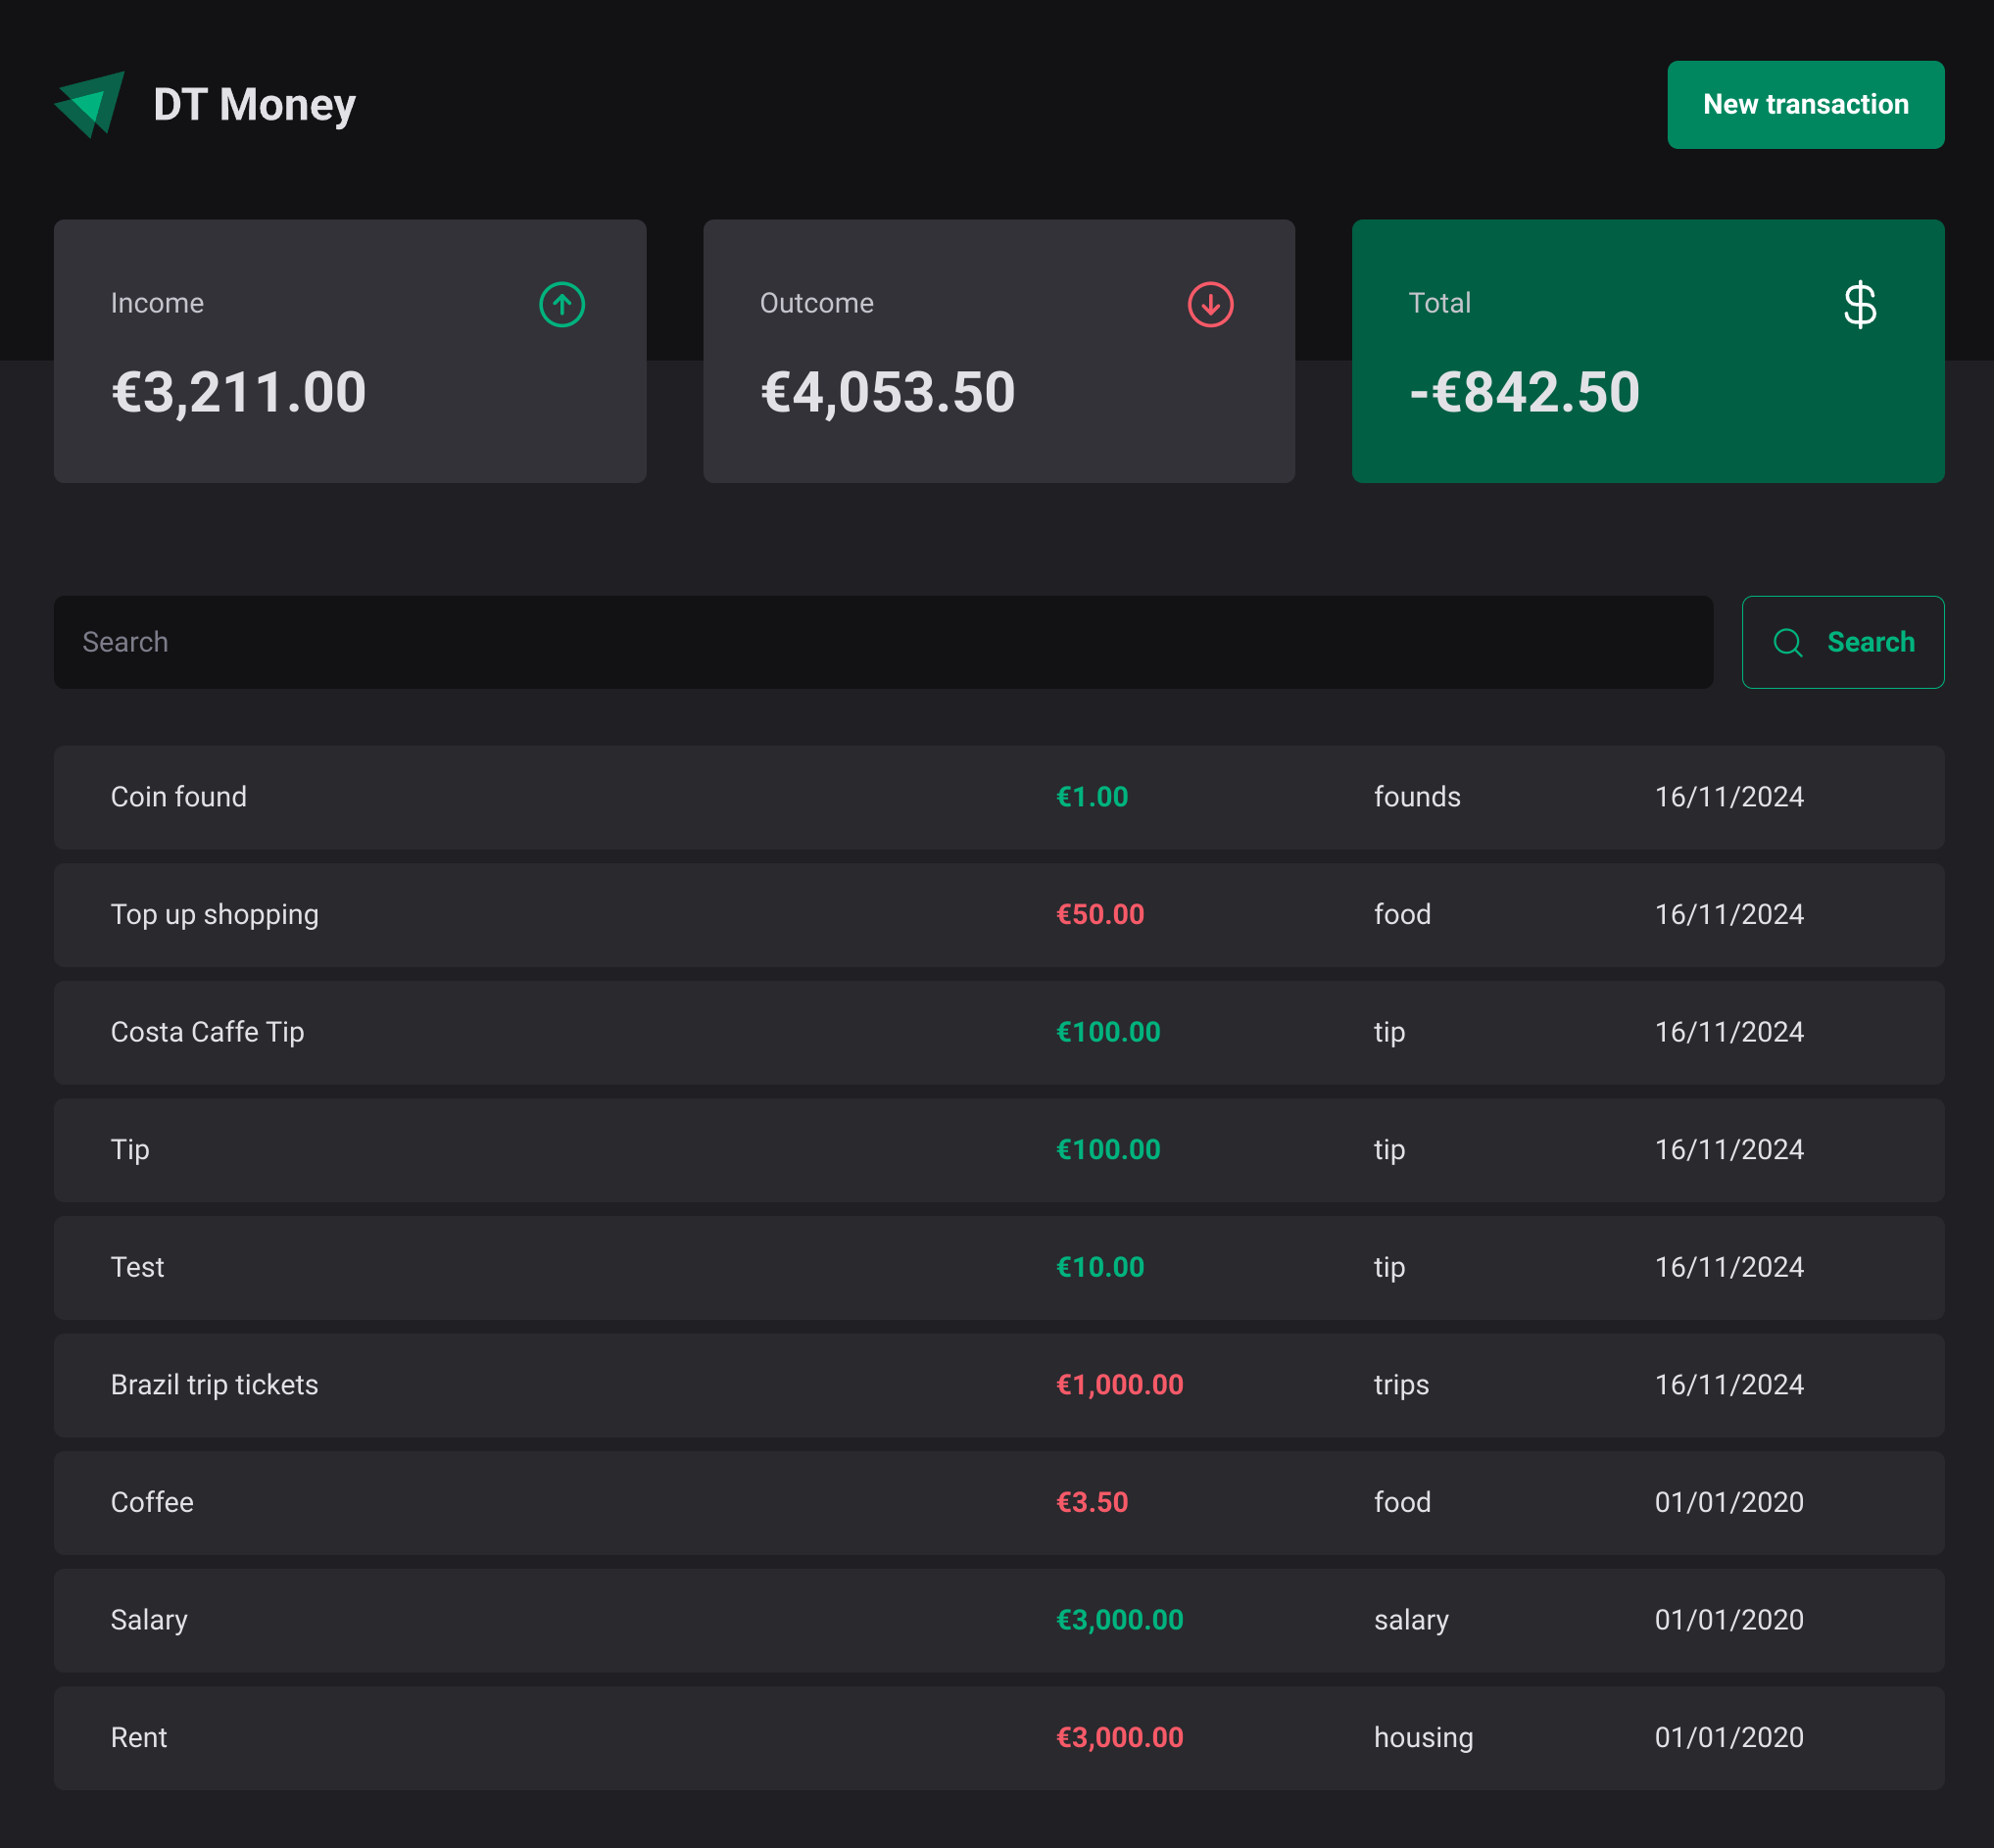 DT Money
New transaction
Income
€3,211.00
Outcome
€4,053.50
Total
$
-€842.50
Search
Search
Coin found €1.00 founds 16/11/2024
Top up shopping €50.00 food 16/11/2024
Costa Caffe Tip €100.00 tip 16/11/2024
Tip €100.00 tip 16/11/2024
Test €10.00 tip 16/11/2024
Brazil trip tickets €1,000.00 trips 16/11/2024
Coffee €3.50 food 01/01/2020
Salary €3,000.00 salary 01/01/2020
Rent €3,000.00 housing 01/01/2020